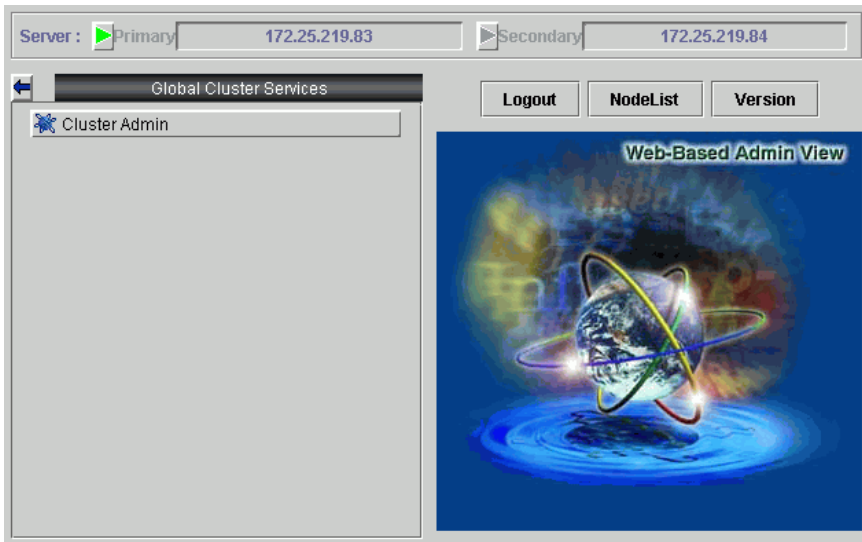 Server : Primary 172.25.219.83 Secondary 172.25.219.84
Global Cluster Services
Cluster Admin
Logout NodeList Version
Web-Based Admin View